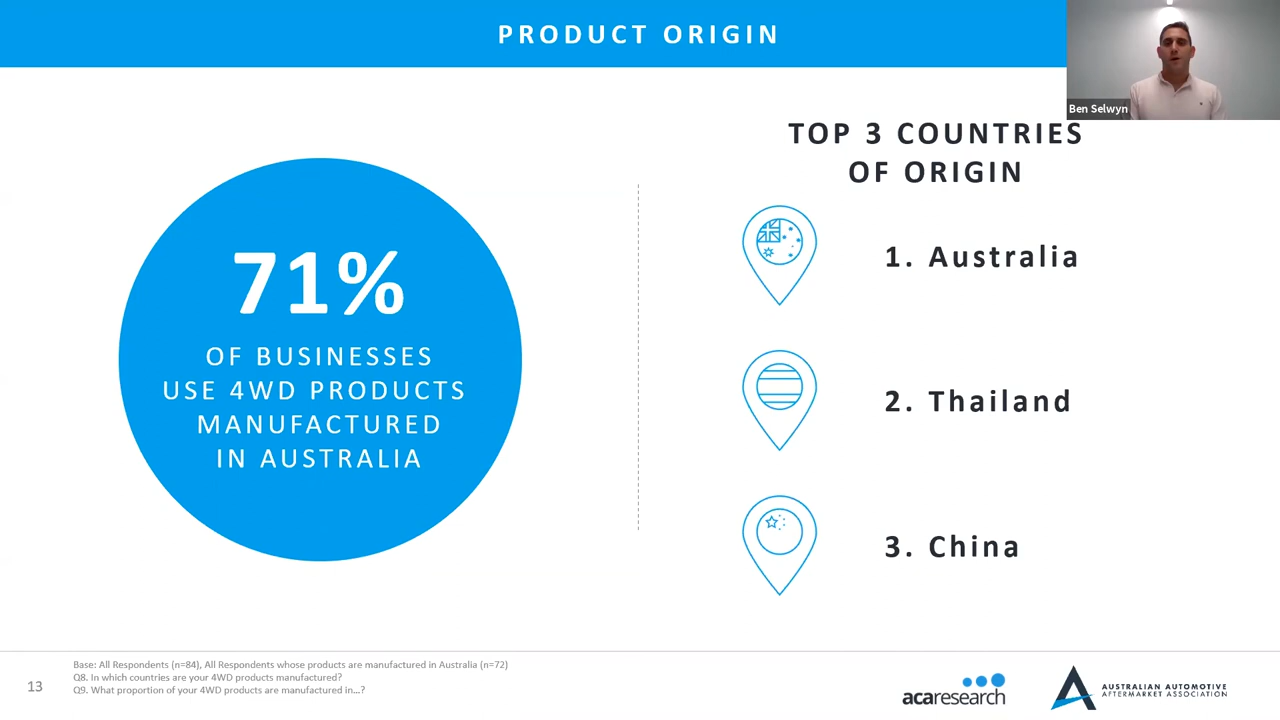 PRODUCT ORIGIN
Ben Selwyn
71%
OF BUSINESSES
USE 4WD PRODUCTS
MANUFACTURED
IN AUSTRALIA
TOP 3 COUNTRIES
OF ORIGIN
1. Australia
2. Thailand
3. China
13
Base: All Respondents (n=84), All Respondents whose products are manufactured in Australia (n=72)
Q8. In which countries are your 4WD products manufactured?
Q9. What proportion of your 4WD products are manufactured in...?
acaresearch
AUSTRALIAN AUTOMOTIVE
AFTERMARKET ASSOCIATION